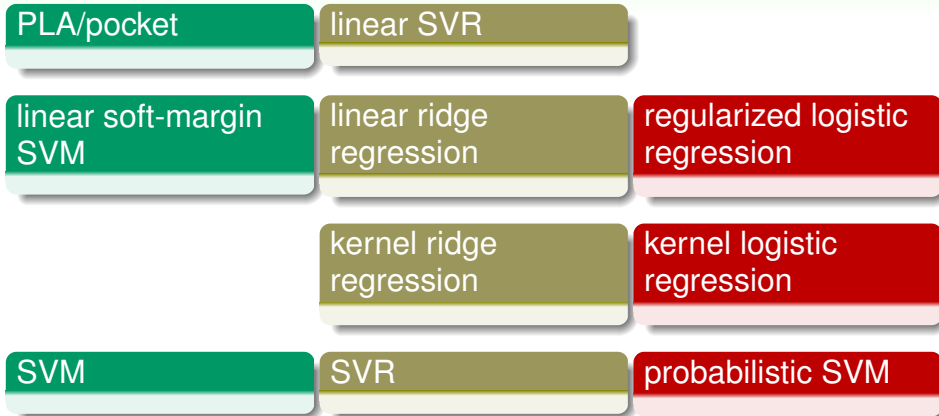 PLA/pocket
linear SVR
linear soft-margin
SVM
linear ridge
regression
regularized logistic
regression
kernel ridge
regression
kernel logistic
regression
SVM
SVR
probabilistic SVM